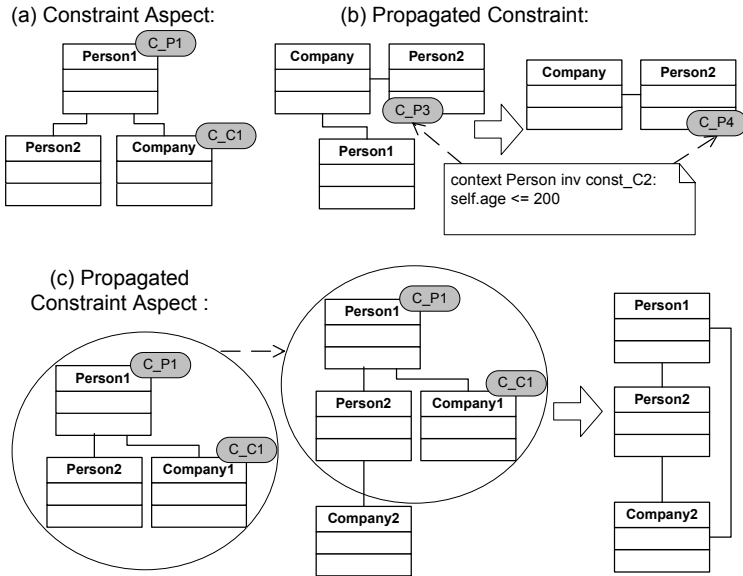 (a) Constraint Aspect:
Person1
C_P1
Person2
Company
C_C1
(b) Propagated Constraint:
Company
Person2
C_P3
Person1
Company
Person2
C_P4
context Person inv const_C2:
self.age <= 200
(c) Propagated
Constraint Aspect :
Person1
C_P1
Person2
Company1
C_C1
Person1
C_P1
Person2
Company1
C_C1
Company2
Person1
Person2
Company2